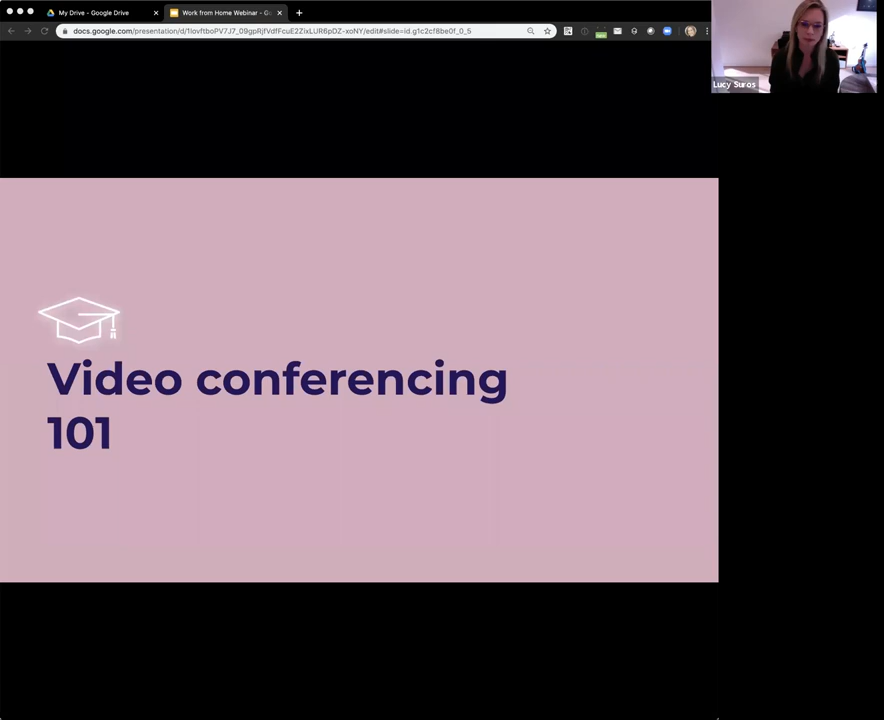 My Drive - Google Drive
Work from Home Webinar - Go
docs.google.com/presentation/d/1lovftboPV7J7_09gpRjfVdfFcuE2ZixLUR6pDZ-xoNY/edit#slide=id.g1c2cf8be0f_0_5
Lucy Suros
Video conferencing
101